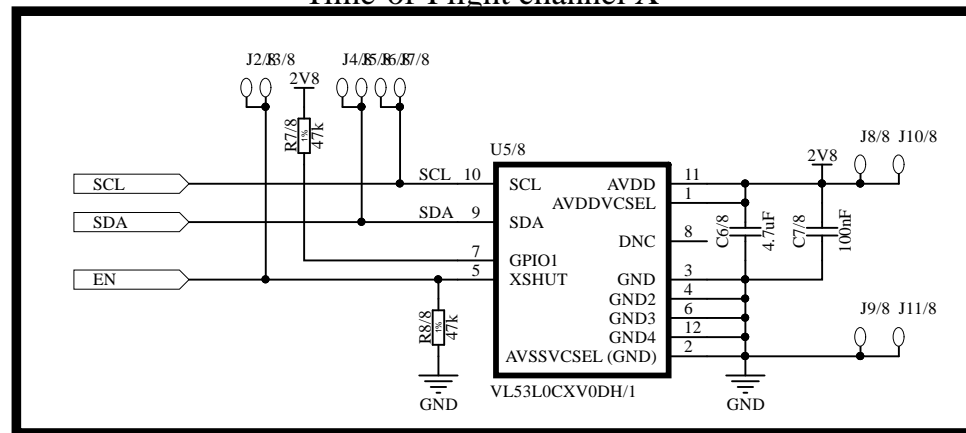 Time-of-Flight channel X
J2/8 J3/8 J4/8 J5/8 J6/8 J7/8
2V8
R7/8 1% 47k
U5/8
J8/8 J10/8
2V8
SCL SCL 10 SCL AVDD 11
AVDDVCSEL 1
SDA SDA 9 SDA
DNC 8
C6/8 4.7uF C7/8 100nF
7 GPIO1
EN 5 XSHUT GND 3
GND2 4
GND3 6
R8/8 1% 47k
GND4 12
J9/8 J11/8
AVSSVCSEL (GND) 2
VL53L0CXV0DH/1
GND GND